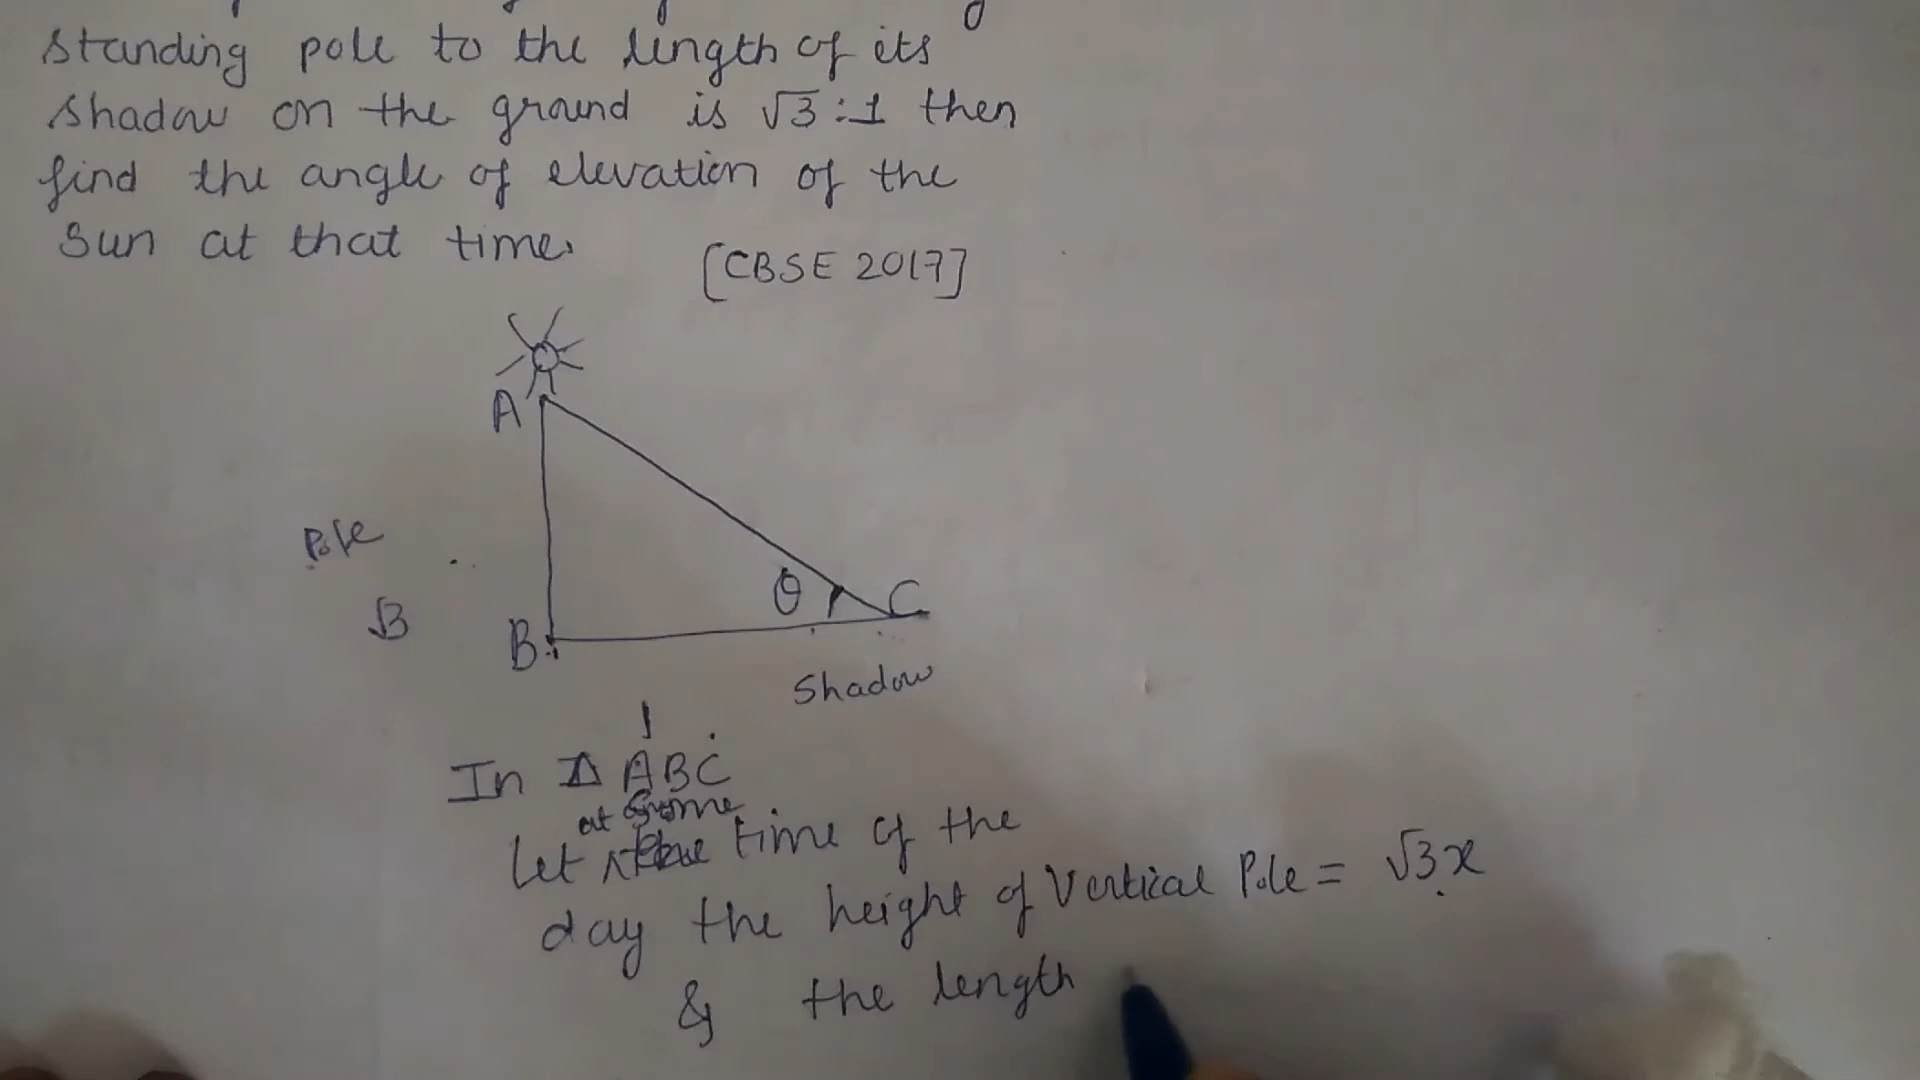 standing pole to the length of its
shadow on the ground is √3:1 then
find the angle of elevation of the
Sun at that time.
[CBSE 2017]
A
Pole
θ C
√3
B
Shadow
1
In Δ ABC
at some
Let time of the
day the height of Vertical Pole = √3x
& the length